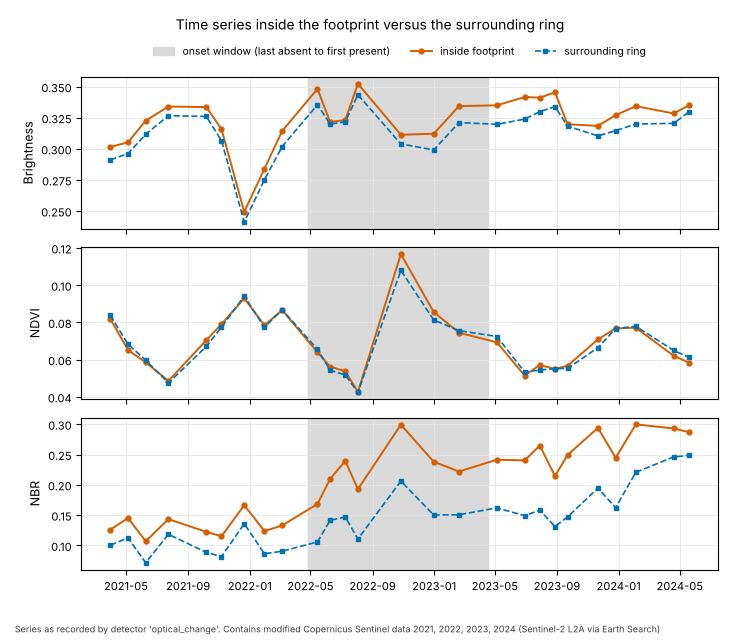 Time series inside the footprint versus the surrounding ring
onset window (last absent to first present) inside footprint surrounding ring
Brightness
0.350
0.325
0.300
0.275
0.250
NDVI
0.12
0.10
0.08
0.06
0.04
NBR
0.30
0.25
0.20
0.15
0.10
2021-05 2021-09 2022-01 2022-05 2022-09 2023-01 2023-05 2023-09 2024-01 2024-05
Series as recorded by detector 'optical_change'. Contains modified Copernicus Sentinel data 2021, 2022, 2023, 2024 (Sentinel-2 L2A via Earth Search)